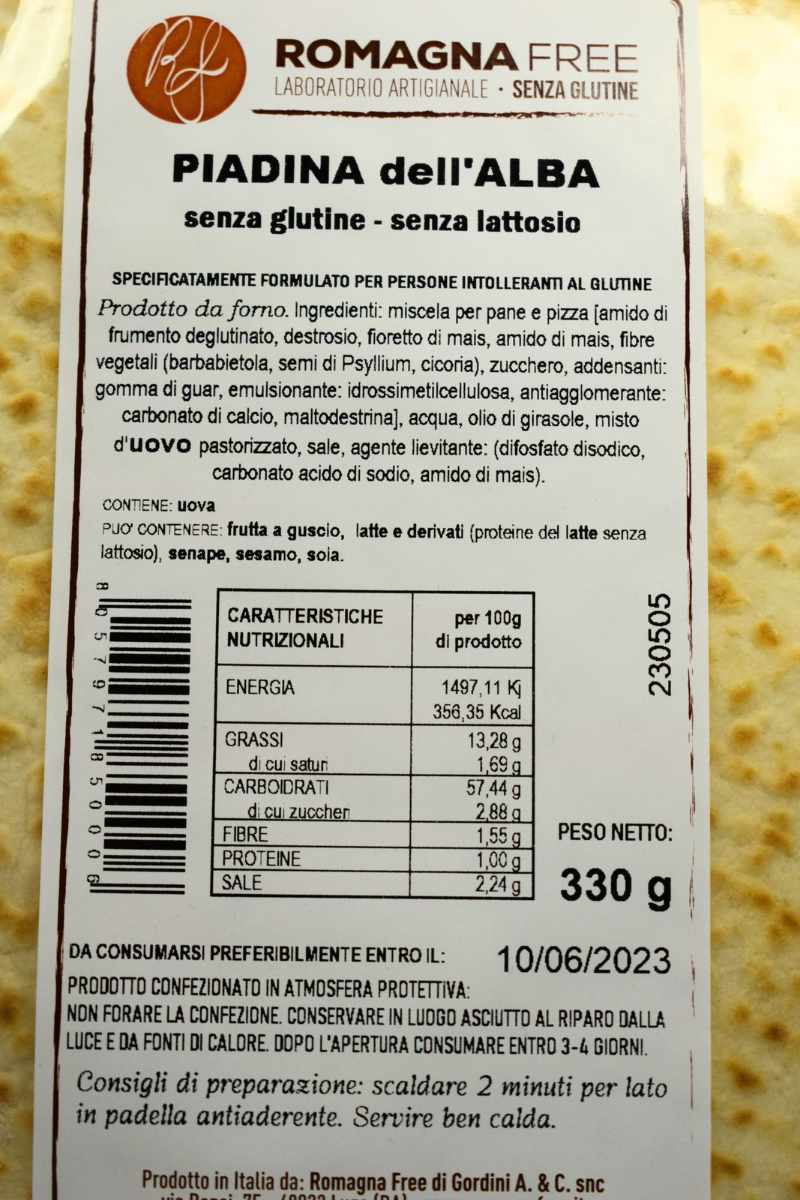 Rf
ROMAGNA FREE
LABORATORIO ARTIGIANALE · SENZA GLUTINE
PIADINA dell'ALBA
senza glutine - senza lattosio
SPECIFICATAMENTE FORMULATO PER PERSONE INTOLLERANTI AL GLUTINE
Prodotto da forno. Ingredienti: miscela per pane e pizza [amido di
frumento deglutinato, destrosio, fioretto di mais, amido di mais, fibre
vegetali (barbabietola, semi di Psyllium, cicoria), zucchero, addensanti:
gomma di guar, emulsionante: idrossimetilcellulosa, antiagglomerante:
carbonato di calcio, maltodestrina], acqua, olio di girasole, misto
d'uovo pastorizzato, sale, agente lievitante: (difosfato disodico,
carbonato acido di sodio, amido di mais).
CONTIENE: uova
PUO' CONTENERE: frutta a guscio, latte e derivati (proteine del latte senza
lattosio), senape, sesamo, soia.
8057971850006
CARATTERISTICHE NUTRIZIONALI per 100g di prodotto
ENERGIA 1497,11 Kj
356,35 Kcal
GRASSI 13,28 g
di cui saturi 1,69 g
CARBOIDRATI 57,44 g
di cui zuccheri 2,88 g
FIBRE 1,55 g
PROTEINE 1,00 g
SALE 2,24 g
230505
PESO NETTO:
330 g
DA CONSUMARSI PREFERIBILMENTE ENTRO IL: 10/06/2023
PRODOTTO CONFEZIONATO IN ATMOSFERA PROTETTIVA:
NON FORARE LA CONFEZIONE. CONSERVARE IN LUOGO ASCIUTTO AL RIPARO DALLA
LUCE E DA FONTI DI CALORE. DOPO L'APERTURA CONSUMARE ENTRO 3-4 GIORNI.
Consigli di preparazione: scaldare 2 minuti per lato
in padella antiaderente. Servire ben calda.
Prodotto in Italia da: Romagna Free di Gordini A. & C. snc